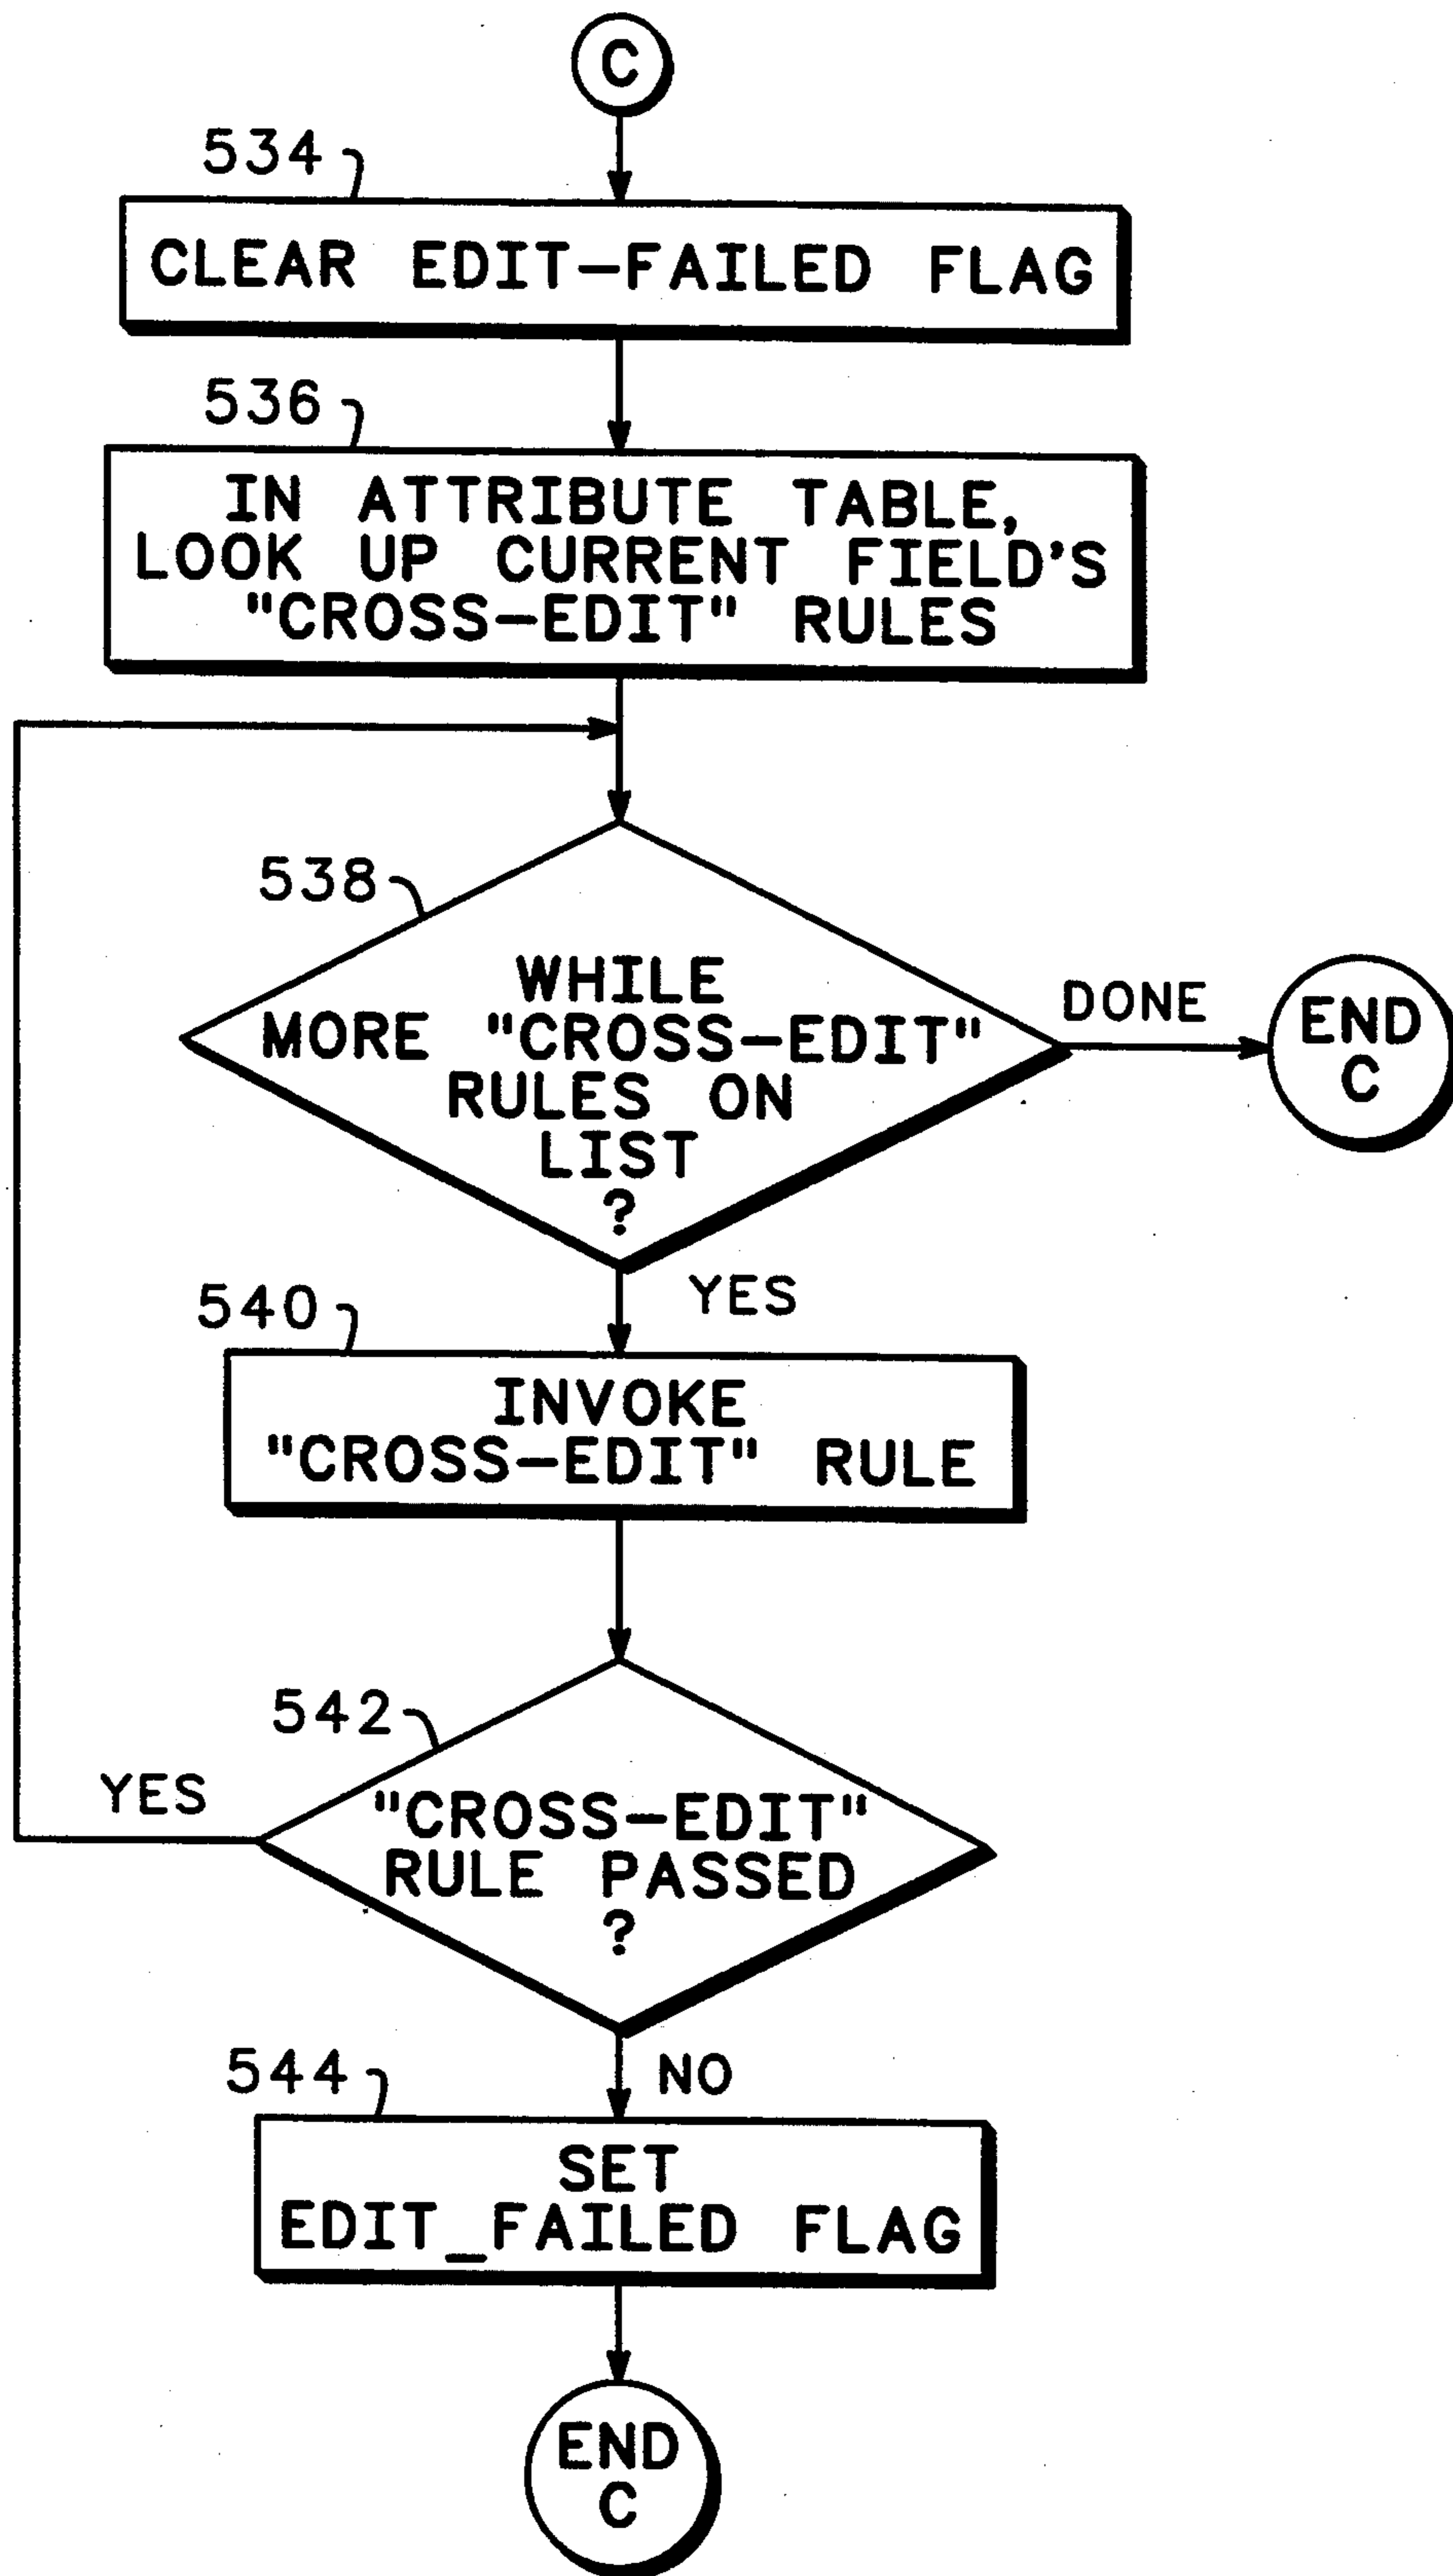 C
534
CLEAR EDIT-FAILED FLAG
536
IN ATTRIBUTE TABLE,
LOOK UP CURRENT FIELD'S
"CROSS-EDIT" RULES
538
WHILE
MORE "CROSS-EDIT"
RULES ON
LIST
?
DONE
END
C
YES
540
INVOKE
"CROSS-EDIT" RULE
542
YES
"CROSS-EDIT"
RULE PASSED
?
NO
544
SET
EDIT_FAILED FLAG
END
C